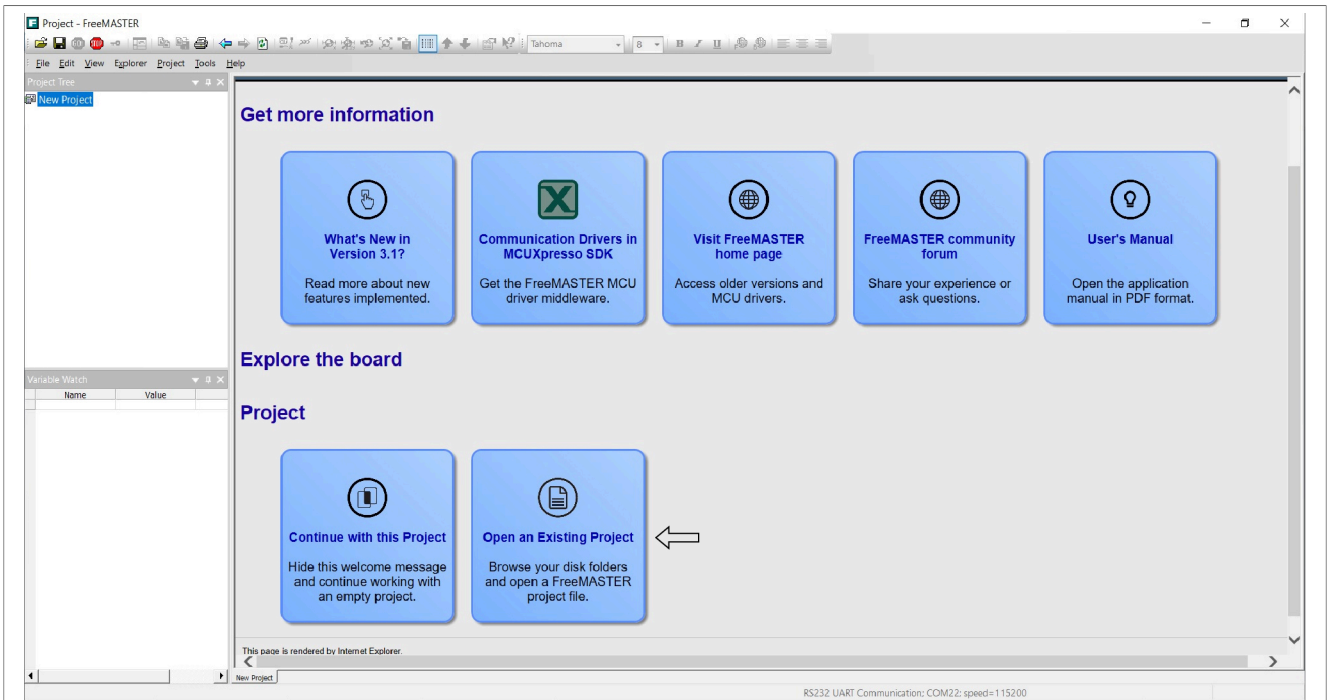 Project - FreeMASTER
Tahoma
8
B I U
File Edit View Explorer Project Tools Help
Project Tree
New Project
Get more information
What's New in
Version 3.1?
Read more about new
features implemented.
Communication Drivers in
MCUXpresso SDK
Get the FreeMASTER MCU
driver middleware.
Visit FreeMASTER
home page
Access older versions and
MCU drivers.
FreeMASTER community
forum
Share your experience or
ask questions.
User's Manual
Open the application
manual in PDF format.
Explore the board
Variable Watch
Name Value
Project
Continue with this Project
Hide this welcome message
and continue working with
an empty project.
Open an Existing Project
Browse your disk folders
and open a FreeMASTER
project file.
This page is rendered by Internet Explorer.
New Project
RS232 UART Communication; COM22; speed=115200